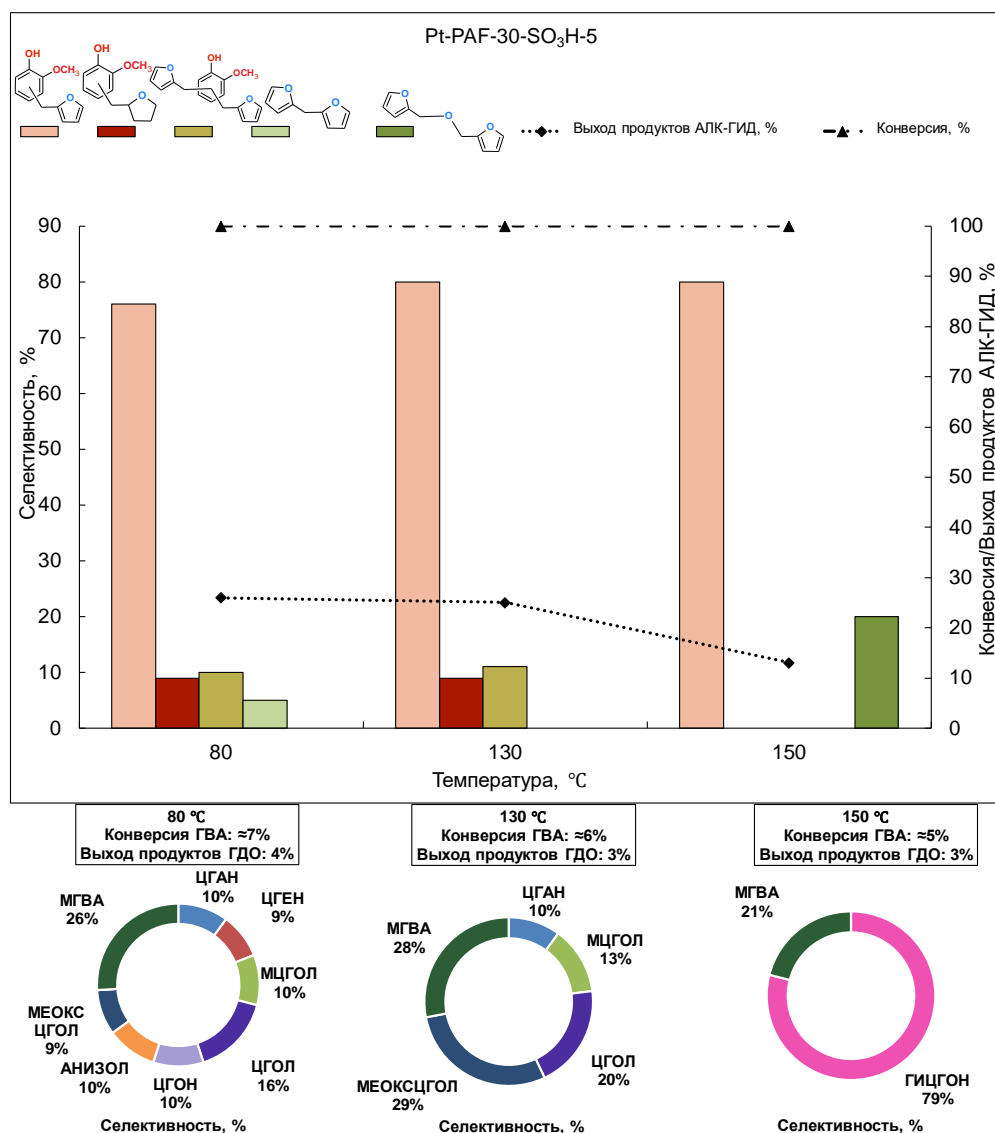 Pt-PAF-30-SO₃H-5
OH
OCH₃
O
OH
OCH₃
O
O
OH
OCH₃
O
O
O
O
O
O
Выход продуктов АЛК-ГИД, %
Конверсия, %
Селективность, %
90
80
70
60
50
40
30
20
10
0
100
90
80
70
60
50
40
30
20
10
0
Конверсия/Выход продуктов АЛК-ГИД, %
80
130
150
Температура, ℃
80 ℃
Конверсия ГВА: ≈7%
Выход продуктов ГДО: 4%
ЦГАН
10%
ЦГЕН
9%
МЦГОЛ
10%
ЦГОЛ
16%
ЦГОН
10%
АНИЗОЛ
10%
МЕОКС
ЦГОЛ
9%
МГВА
26%
Селективность, %
130 ℃
Конверсия ГВА: ≈6%
Выход продуктов ГДО: 3%
ЦГАН
10%
МЦГОЛ
13%
ЦГОЛ
20%
МЕОКСЦГОЛ
29%
МГВА
28%
Селективность, %
150 ℃
Конверсия ГВА: ≈5%
Выход продуктов ГДО: 3%
МГВА
21%
ГИЦГОН
79%
Селективность, %